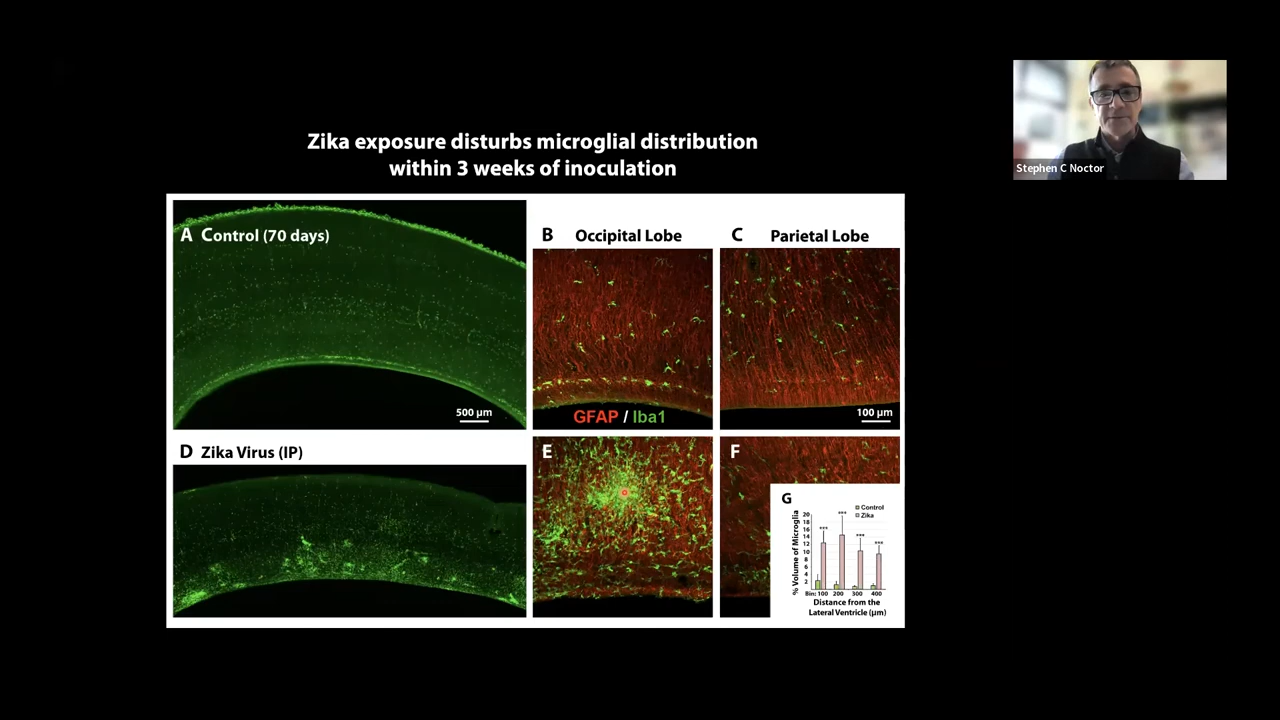 Zika exposure disturbs microglial distribution
within 3 weeks of inoculation
Stephen C Noctor
A Control (70 days)
500 µm
B Occipital Lobe
GFAP / Iba1
C Parietal Lobe
100 µm
D Zika Virus (IP)
E
F
G
Control
Zika
% Volume of Microglia
20
18
16
14
12
10
8
6
4
2
*** *** *** ***
Bin: 100 200 300 400
Distance from the
Lateral Ventricle (µm)